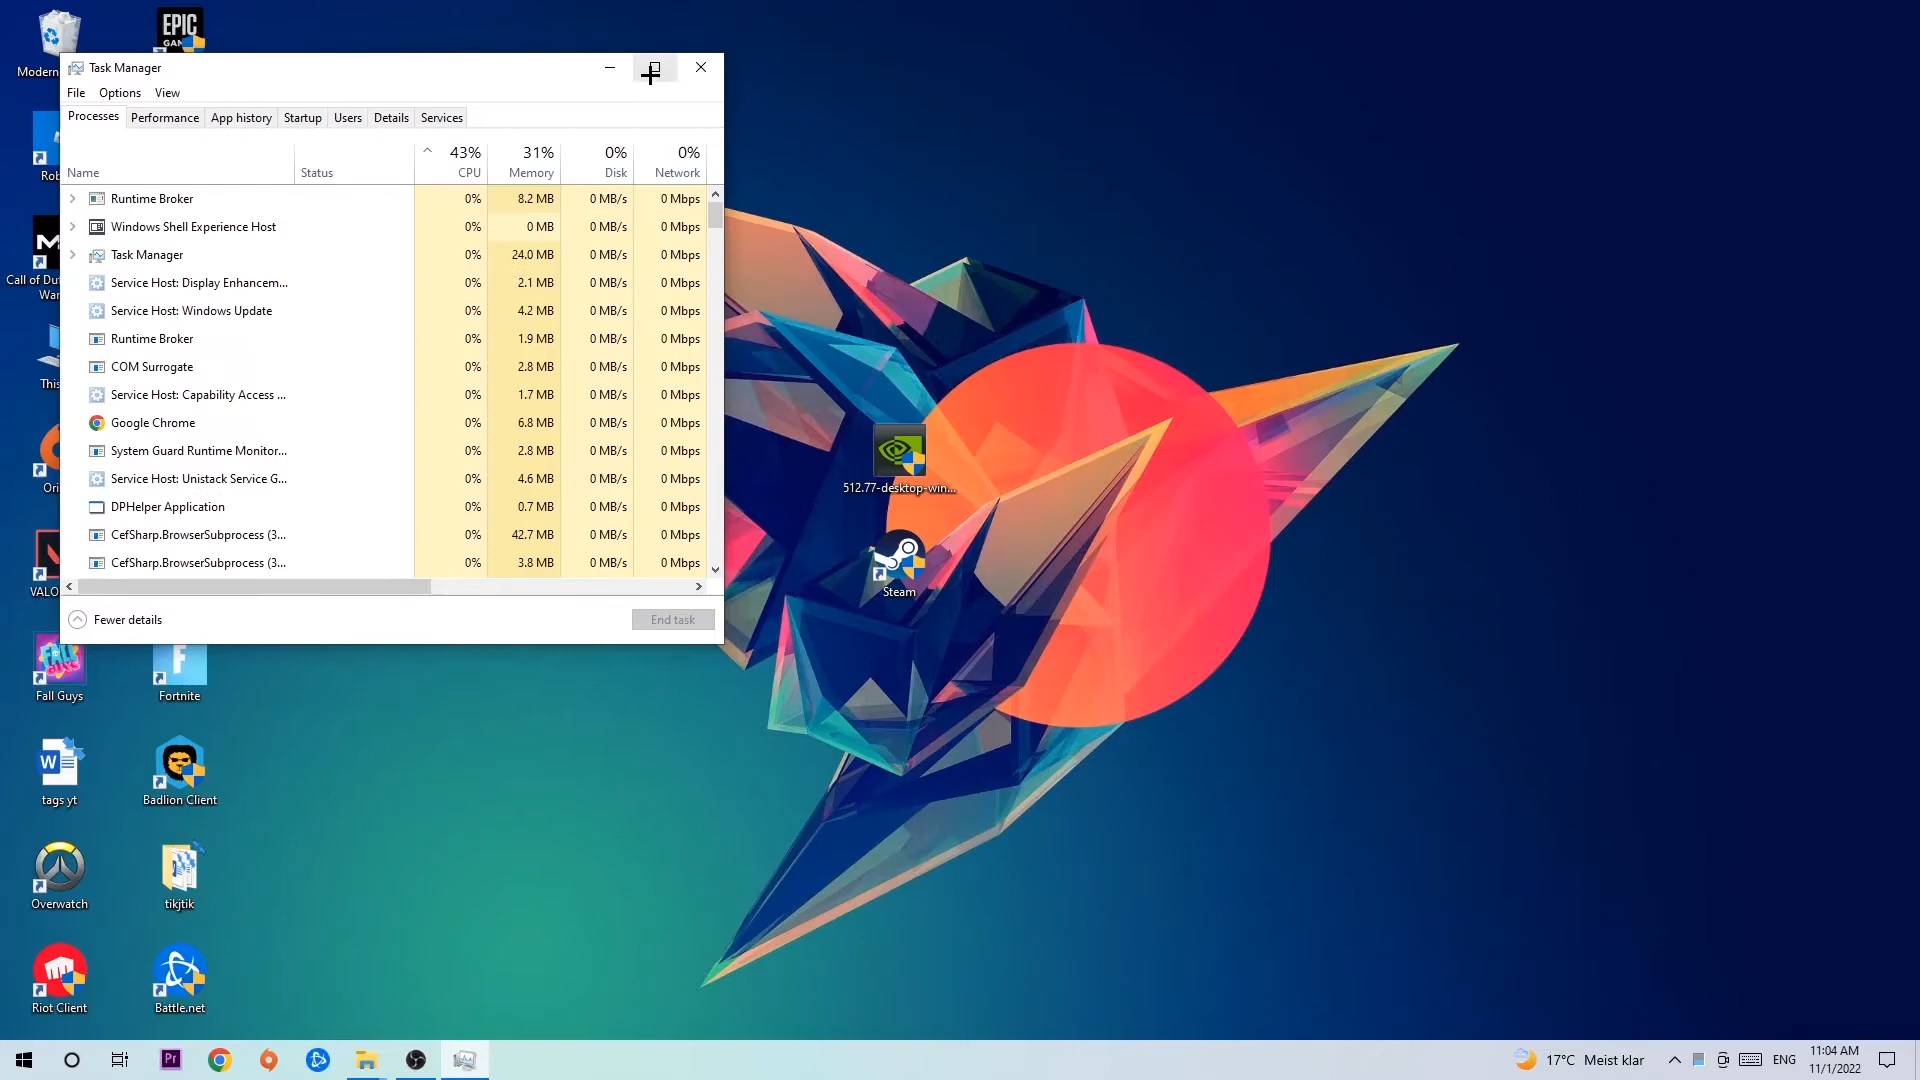 EPIC
GAM
Modern
Task Manager
File Options View
Processes Performance App history Startup Users Details Services
43% 31% 0% 0%
Name Status CPU Memory Disk Network
Runtime Broker 0% 8.2 MB 0 MB/s 0 Mbps
Windows Shell Experience Host 0% 0 MB 0 MB/s 0 Mbps
Task Manager 0% 24.0 MB 0 MB/s 0 Mbps
Service Host: Display Enhancem... 0% 2.1 MB 0 MB/s 0 Mbps
Service Host: Windows Update 0% 4.2 MB 0 MB/s 0 Mbps
Runtime Broker 0% 1.9 MB 0 MB/s 0 Mbps
COM Surrogate 0% 2.8 MB 0 MB/s 0 Mbps
Service Host: Capability Access ... 0% 1.7 MB 0 MB/s 0 Mbps
Google Chrome 0% 6.8 MB 0 MB/s 0 Mbps
System Guard Runtime Monitor... 0% 2.8 MB 0 MB/s 0 Mbps
Service Host: Unistack Service G... 0% 4.6 MB 0 MB/s 0 Mbps
DPHelper Application 0% 0.7 MB 0 MB/s 0 Mbps
CefSharp.BrowserSubprocess (3... 0% 42.7 MB 0 MB/s 0 Mbps
CefSharp.BrowserSubprocess (3... 0% 3.8 MB 0 MB/s 0 Mbps
Fewer details End task
Rob
M
Call of Du
War
This
Ori
VALO
512.77-desktop-win...
Steam
FALL
GUYS
Fall Guys
F
Fortnite
W
tags yt
Badlion Client
Overwatch
tikjtik
Riot Client
Battle.net
Pr
17°C Meist klar
ENG
11:04 AM
11/1/2022